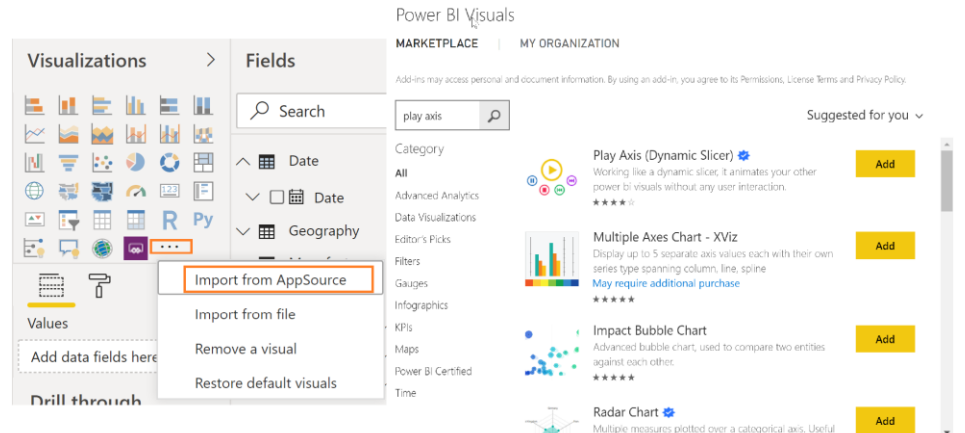 Visualizations
Fields
Search
Date
Date
Geography
123
R
Py
Import from AppSource
Import from file
Remove a visual
Restore default visuals
Values
Add data fields here
Drill through
Power BI Visuals
MARKETPLACE
MY ORGANIZATION
Add-ins may access personal and document information. By using an add-in, you agree to its Permissions, License Terms and Privacy Policy.
play axis
Suggested for you
Category
All
Advanced Analytics
Data Visualizations
Editor's Picks
Filters
Gauges
Infographics
KPIs
Maps
Power BI Certified
Time
Play Axis (Dynamic Slicer)
Working like a dynamic slicer, it animates your other
power bi visuals without any user interaction.
Add
Multiple Axes Chart - XViz
Display up to 5 separate axis values each with their own
series type spanning column, line, spline
May require additional purchase
Add
Impact Bubble Chart
Advanced bubble chart, used to compare two entities
against each other.
Add
Radar Chart
Multiple measures plotted over a categorical axis. Useful
Add